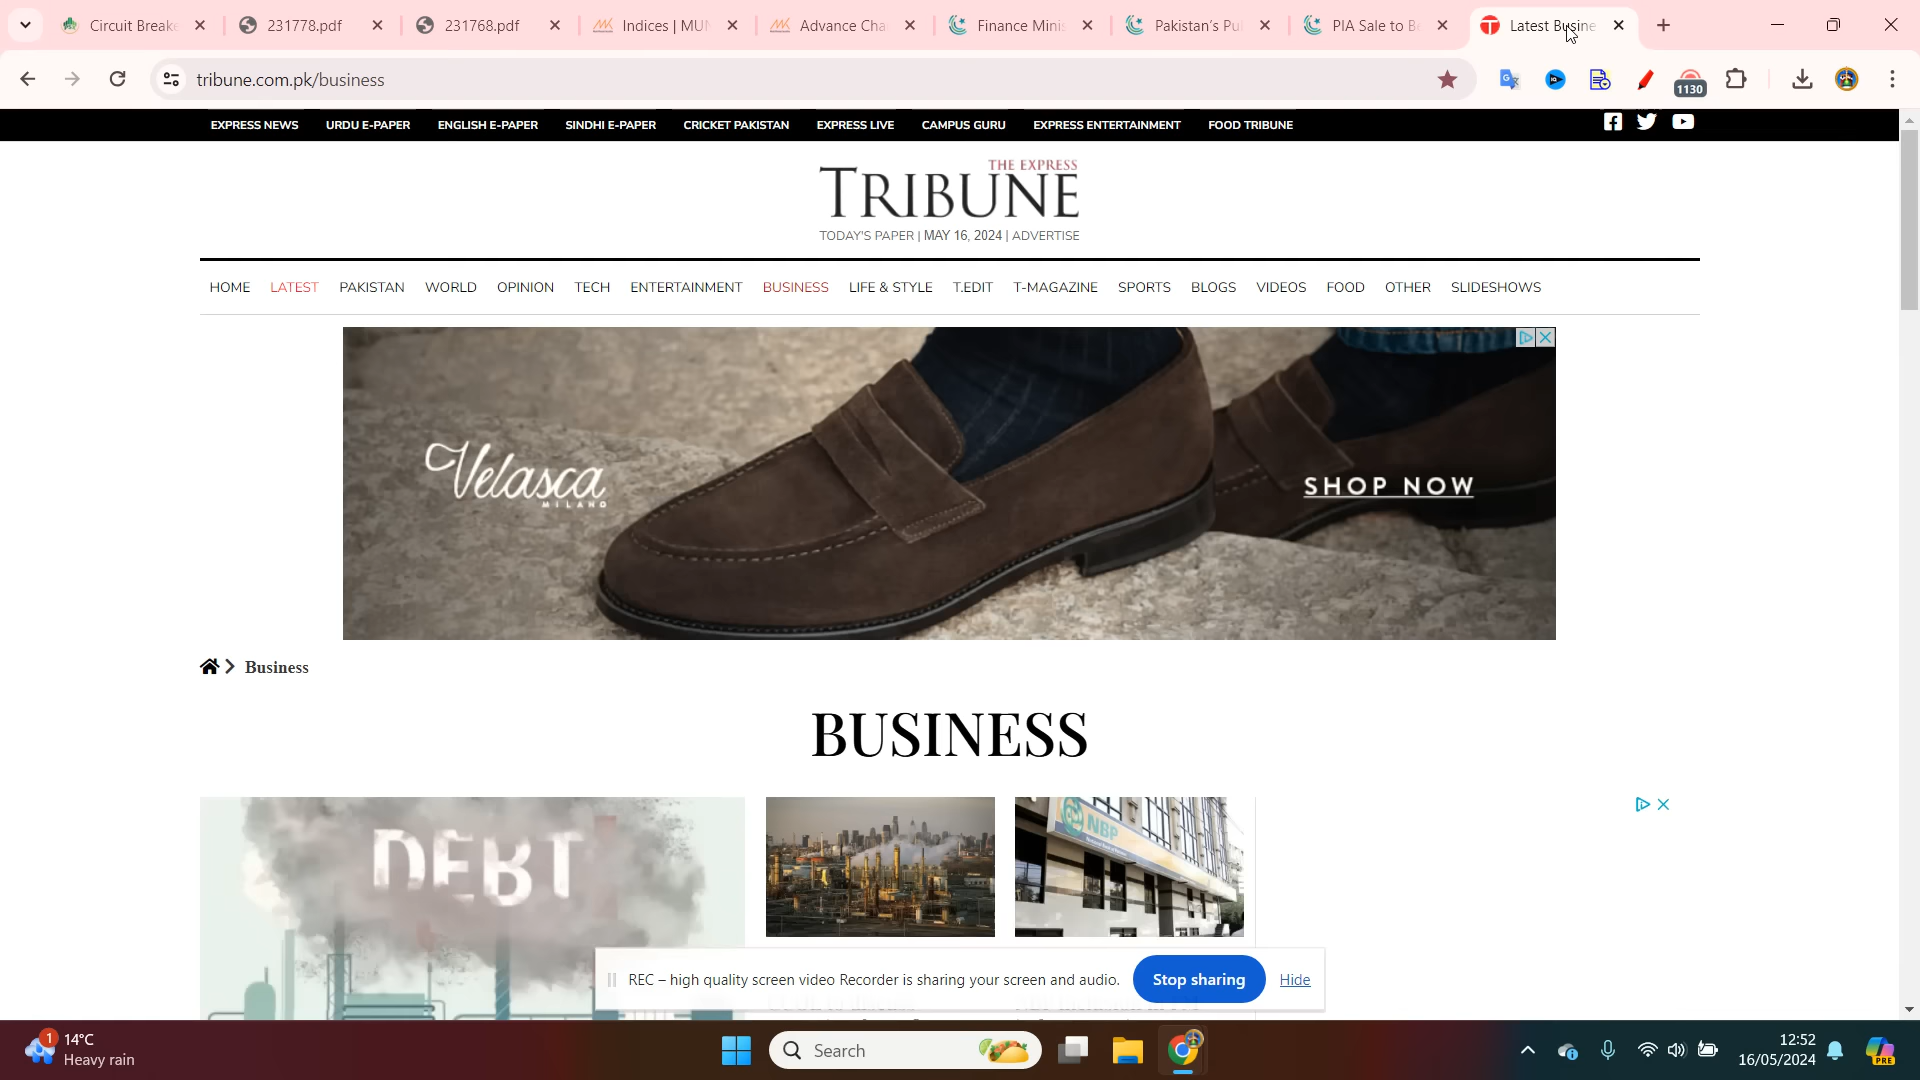 Circuit Breake
231778.pdf
231768.pdf
Indices | MUN
Advance Cha
Finance Minis
Pakistan's Pu
PIA Sale to Be
Latest Busine
tribune.com.pk/business
1130
EXPRESS NEWS URDU E-PAPER ENGLISH E-PAPER SINDHI E-PAPER CRICKET PAKISTAN EXPRESS LIVE CAMPUS GURU EXPRESS ENTERTAINMENT FOOD TRIBUNE
THE EXPRESS
TRIBUNE
TODAY'S PAPER | MAY 16, 2024 | ADVERTISE
HOME LATEST PAKISTAN WORLD OPINION TECH ENTERTAINMENT BUSINESS LIFE & STYLE T.EDIT T-MAGAZINE SPORTS BLOGS VIDEOS FOOD OTHER SLIDESHOWS
Velasca
MILANO
SHOP NOW
Business
BUSINESS
DEBT
NBP
REC – high quality screen video Recorder is sharing your screen and audio. Stop sharing Hide
1
14°C
Heavy rain
Search
12:52
16/05/2024
PRE